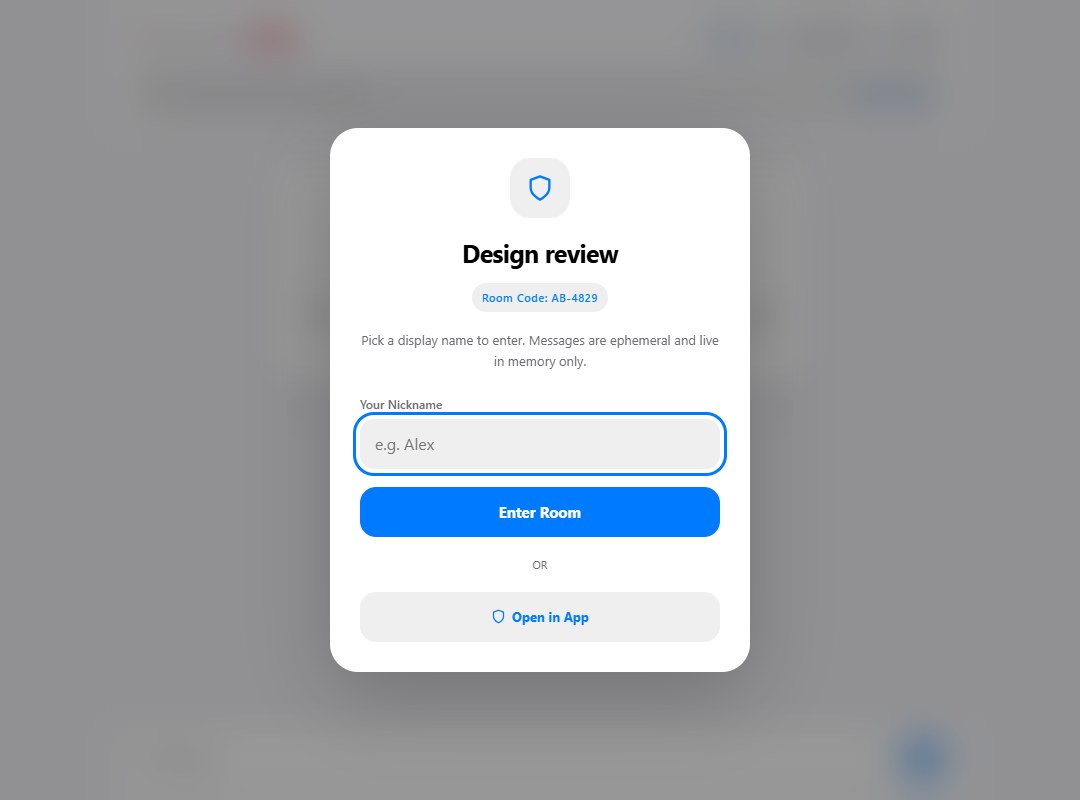 Design review
Room Code: AB-4829
Pick a display name to enter. Messages are ephemeral and live
in memory only.
Your Nickname
e.g. Alex
Enter Room
OR
Open in App